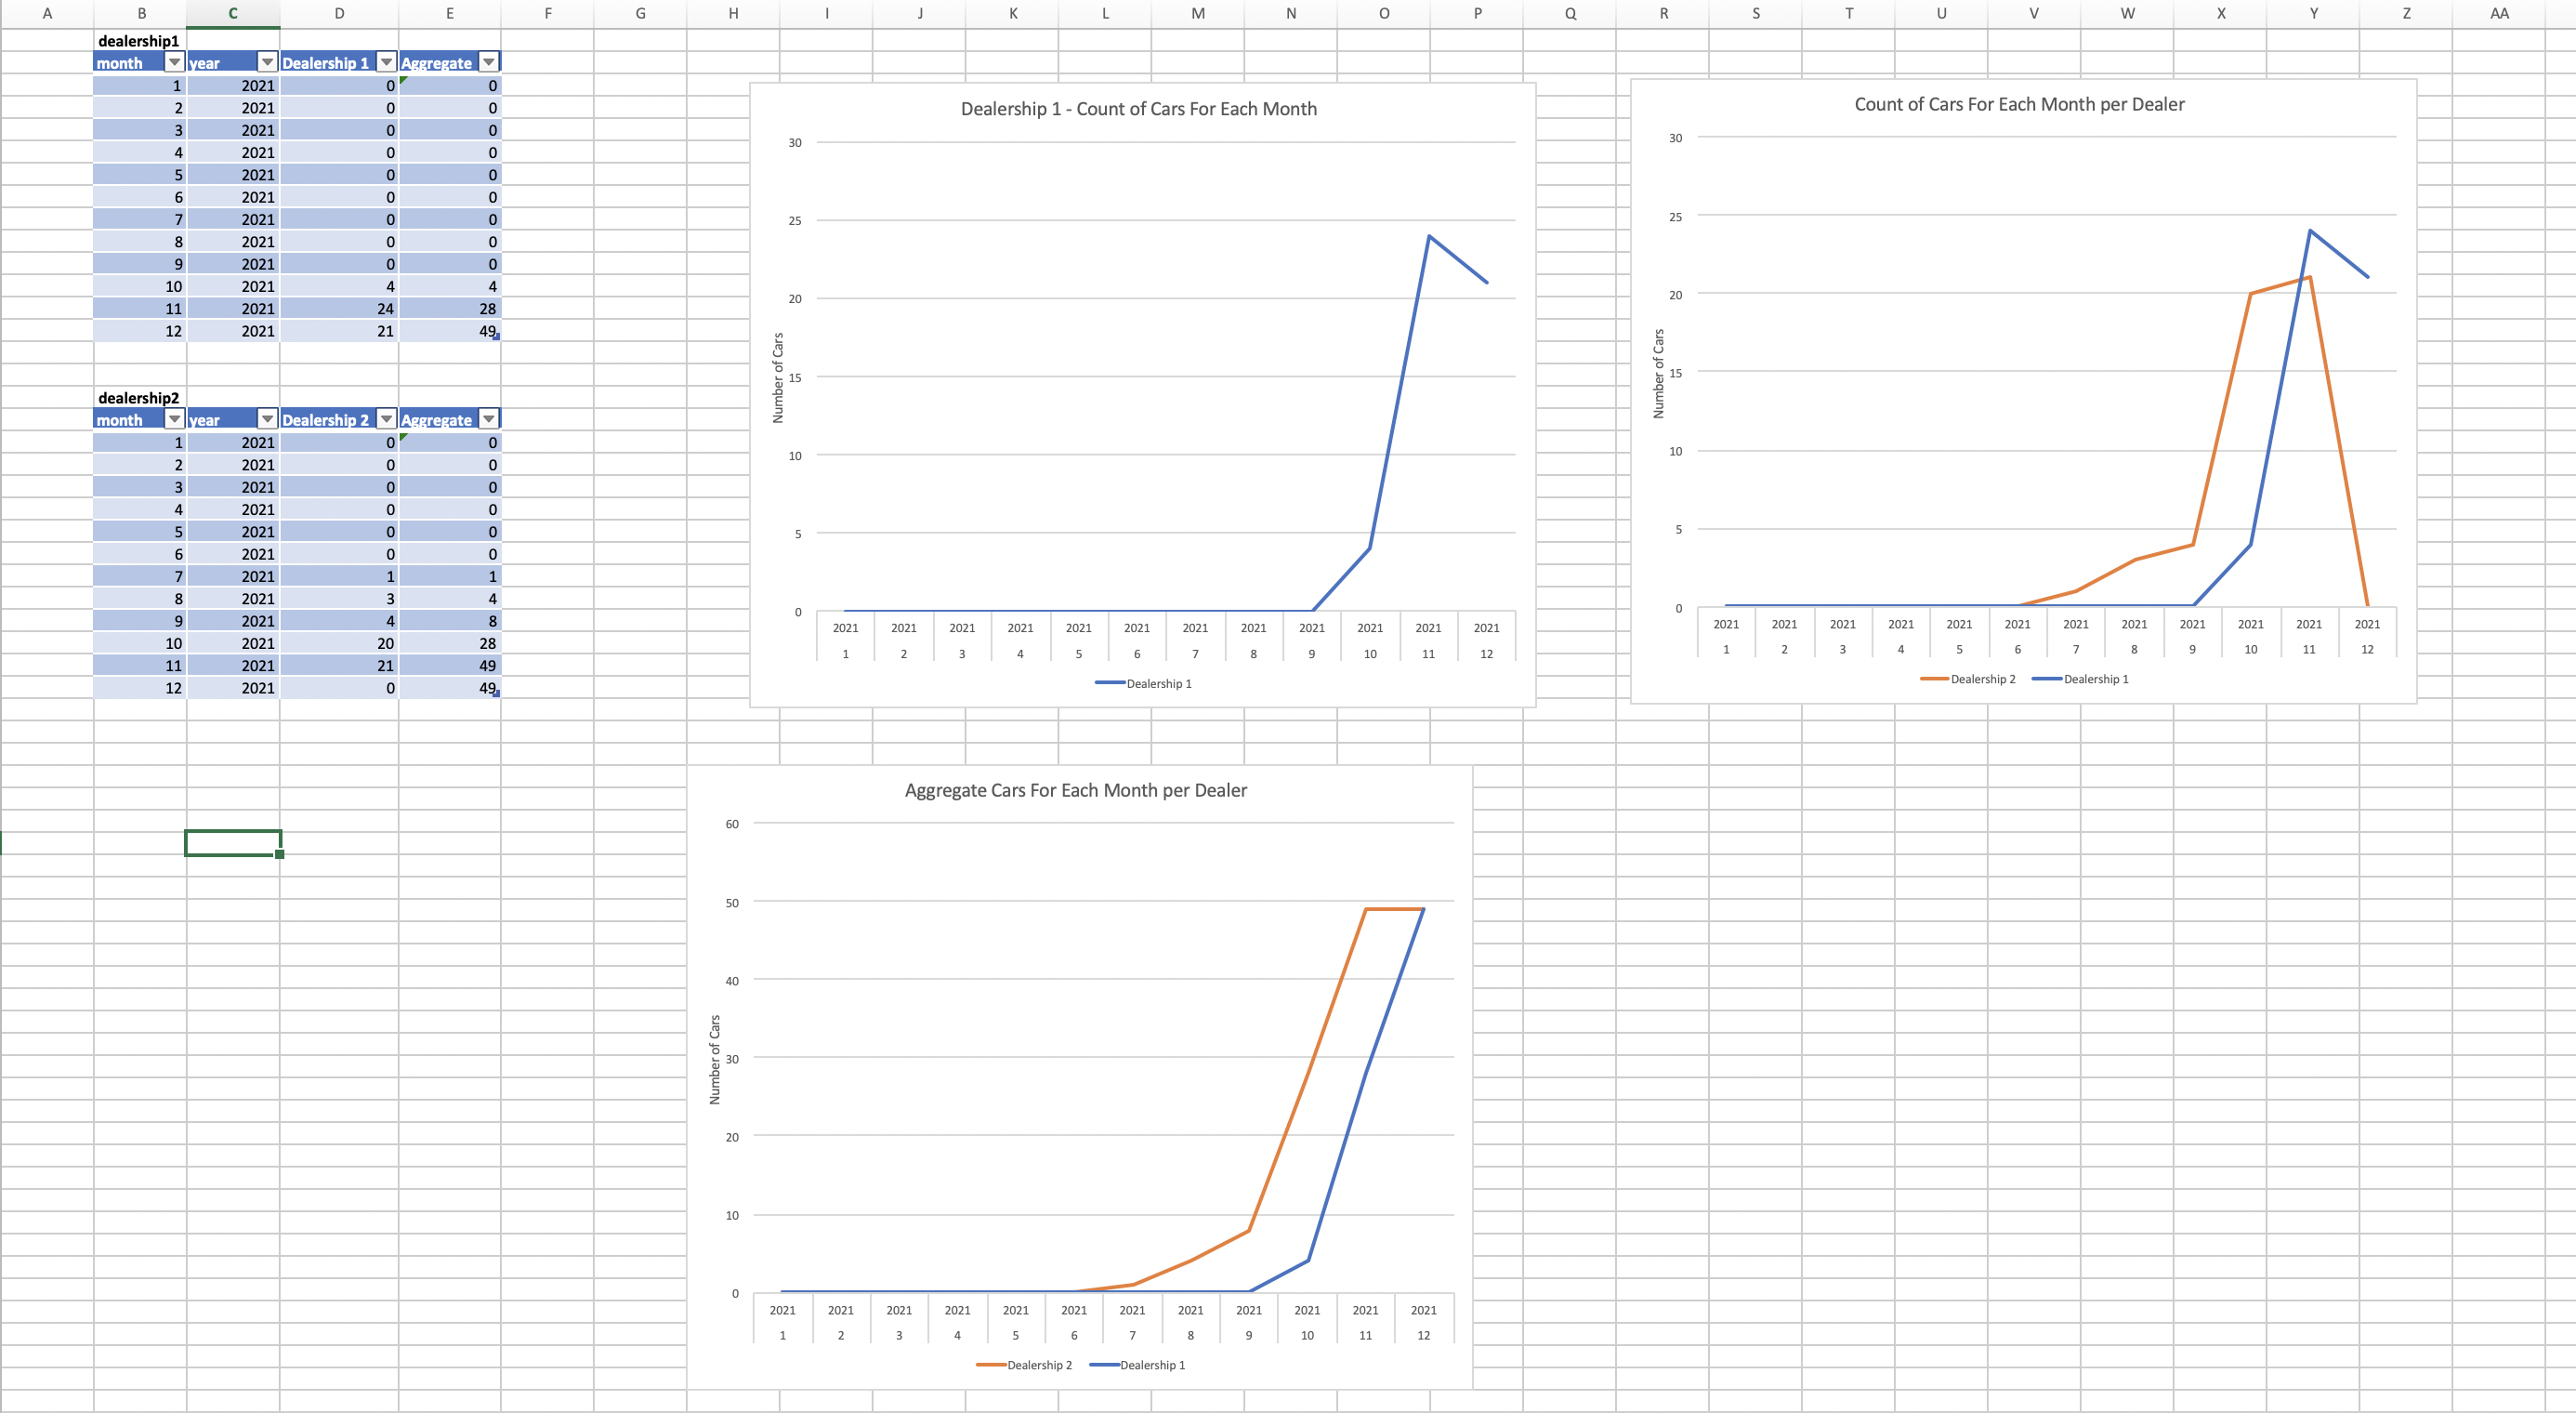 A B C D E F G H I J K L M N O P Q R S T U V W X Y Z AA
dealership1
month year Dealership 1 Aggregate
1 2021 0 0
2 2021 0 0
3 2021 0 0
4 2021 0 0
5 2021 0 0
6 2021 0 0
7 2021 0 0
8 2021 0 0
9 2021 0 0
10 2021 4 4
11 2021 24 28
12 2021 21 49
dealership2
month year Dealership 2 Aggregate
1 2021 0 0
2 2021 0 0
3 2021 0 0
4 2021 0 0
5 2021 0 0
6 2021 0 0
7 2021 1 1
8 2021 3 4
9 2021 4 8
10 2021 20 28
11 2021 21 49
12 2021 0 49
Dealership 1 - Count of Cars For Each Month
Number of Cars
30
25
20
15
10
5
0
2021 2021 2021 2021 2021 2021 2021 2021 2021 2021 2021 2021
1 2 3 4 5 6 7 8 9 10 11 12
Dealership 1
Count of Cars For Each Month per Dealer
Number of Cars
30
25
20
15
10
5
0
2021 2021 2021 2021 2021 2021 2021 2021 2021 2021 2021 2021
1 2 3 4 5 6 7 8 9 10 11 12
Dealership 2 Dealership 1
Aggregate Cars For Each Month per Dealer
Number of Cars
60
50
40
30
20
10
0
2021 2021 2021 2021 2021 2021 2021 2021 2021 2021 2021 2021
1 2 3 4 5 6 7 8 9 10 11 12
Dealership 2 Dealership 1